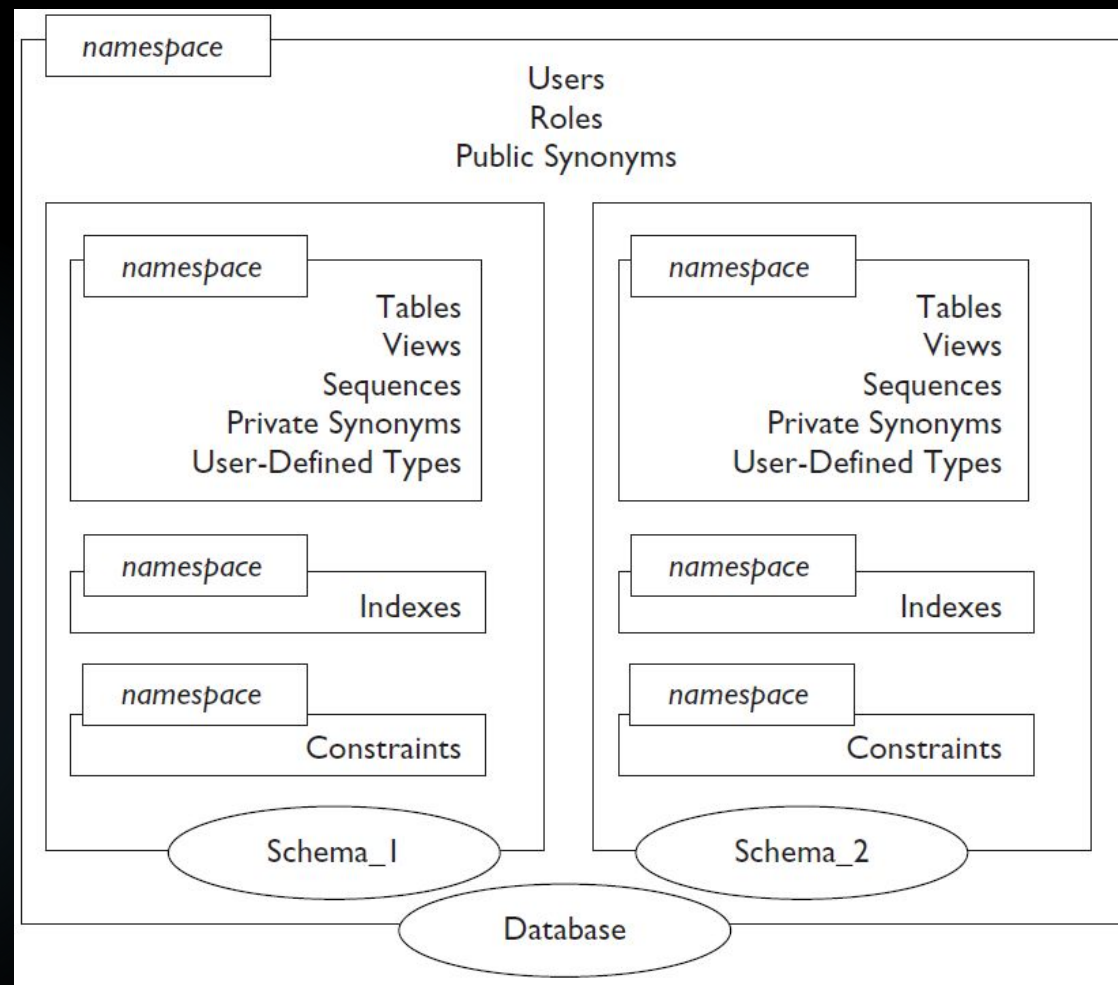 namespace
Users
Roles
Public Synonyms
namespace
Tables
Views
Sequences
Private Synonyms
User-Defined Types
namespace
Indexes
namespace
Constraints
Schema_1
namespace
Tables
Views
Sequences
Private Synonyms
User-Defined Types
namespace
Indexes
namespace
Constraints
Schema_2
Database